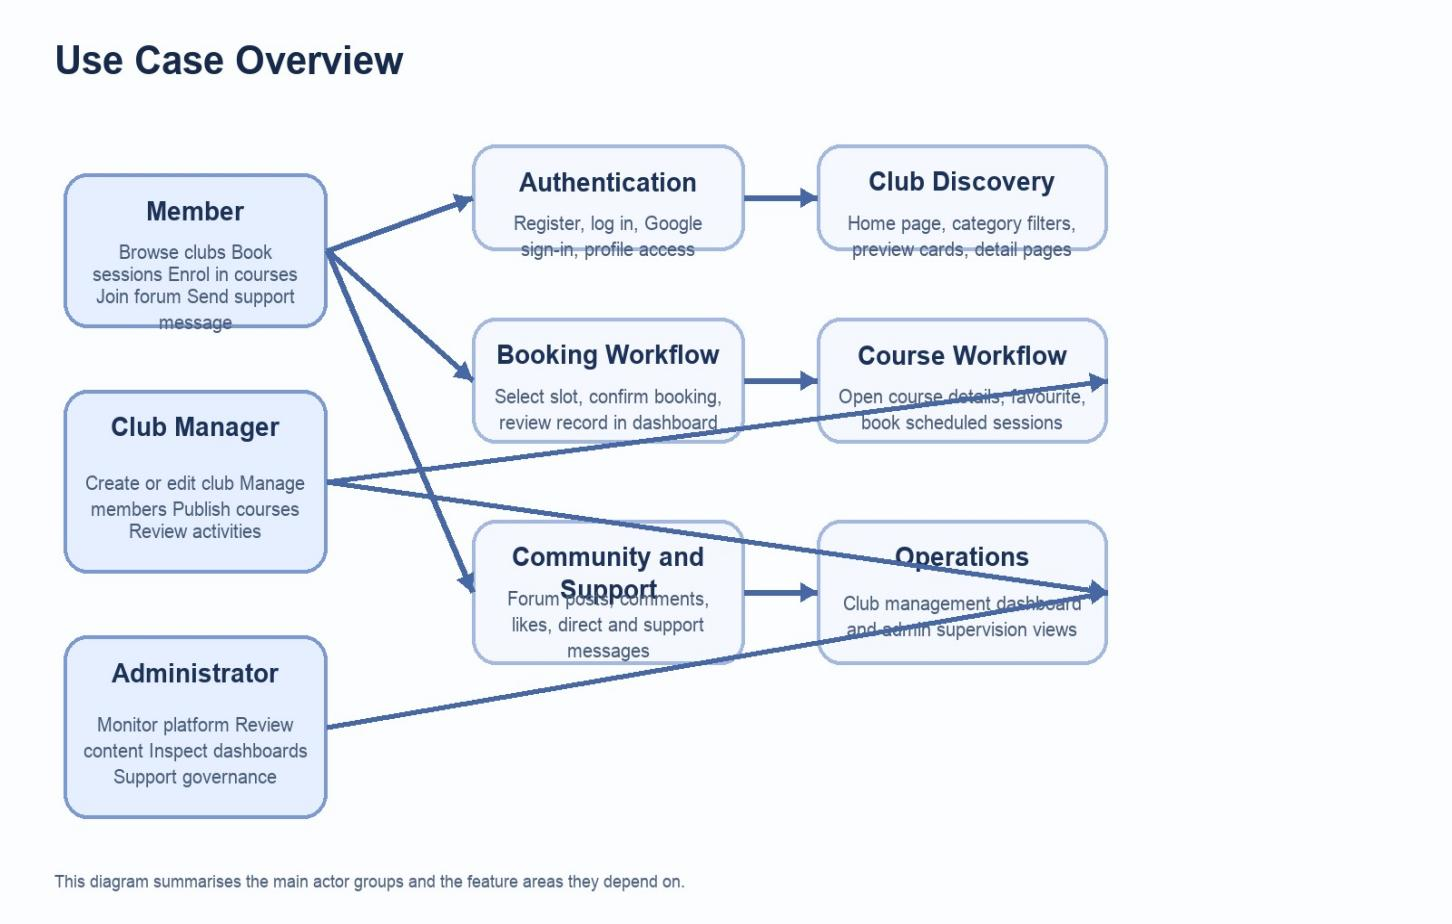 Use Case Overview
Member
Browse clubs Book
sessions Enrol in courses
Join forum Send support
message
Authentication
Register, log in, Google
sign-in, profile access
Club Discovery
Home page, category filters,
preview cards, detail pages
Booking Workflow
Select slot, confirm booking,
review record in dashboard
Course Workflow
Open course details, favourite,
book scheduled sessions
Club Manager
Create or edit club Manage
members Publish courses
Review activities
Community and
Support
Forum posts, comments,
likes, direct and support
messages
Operations
Club management dashboard
and admin supervision views
Administrator
Monitor platform Review
content Inspect dashboards
Support governance
This diagram summarises the main actor groups and the feature areas they depend on.